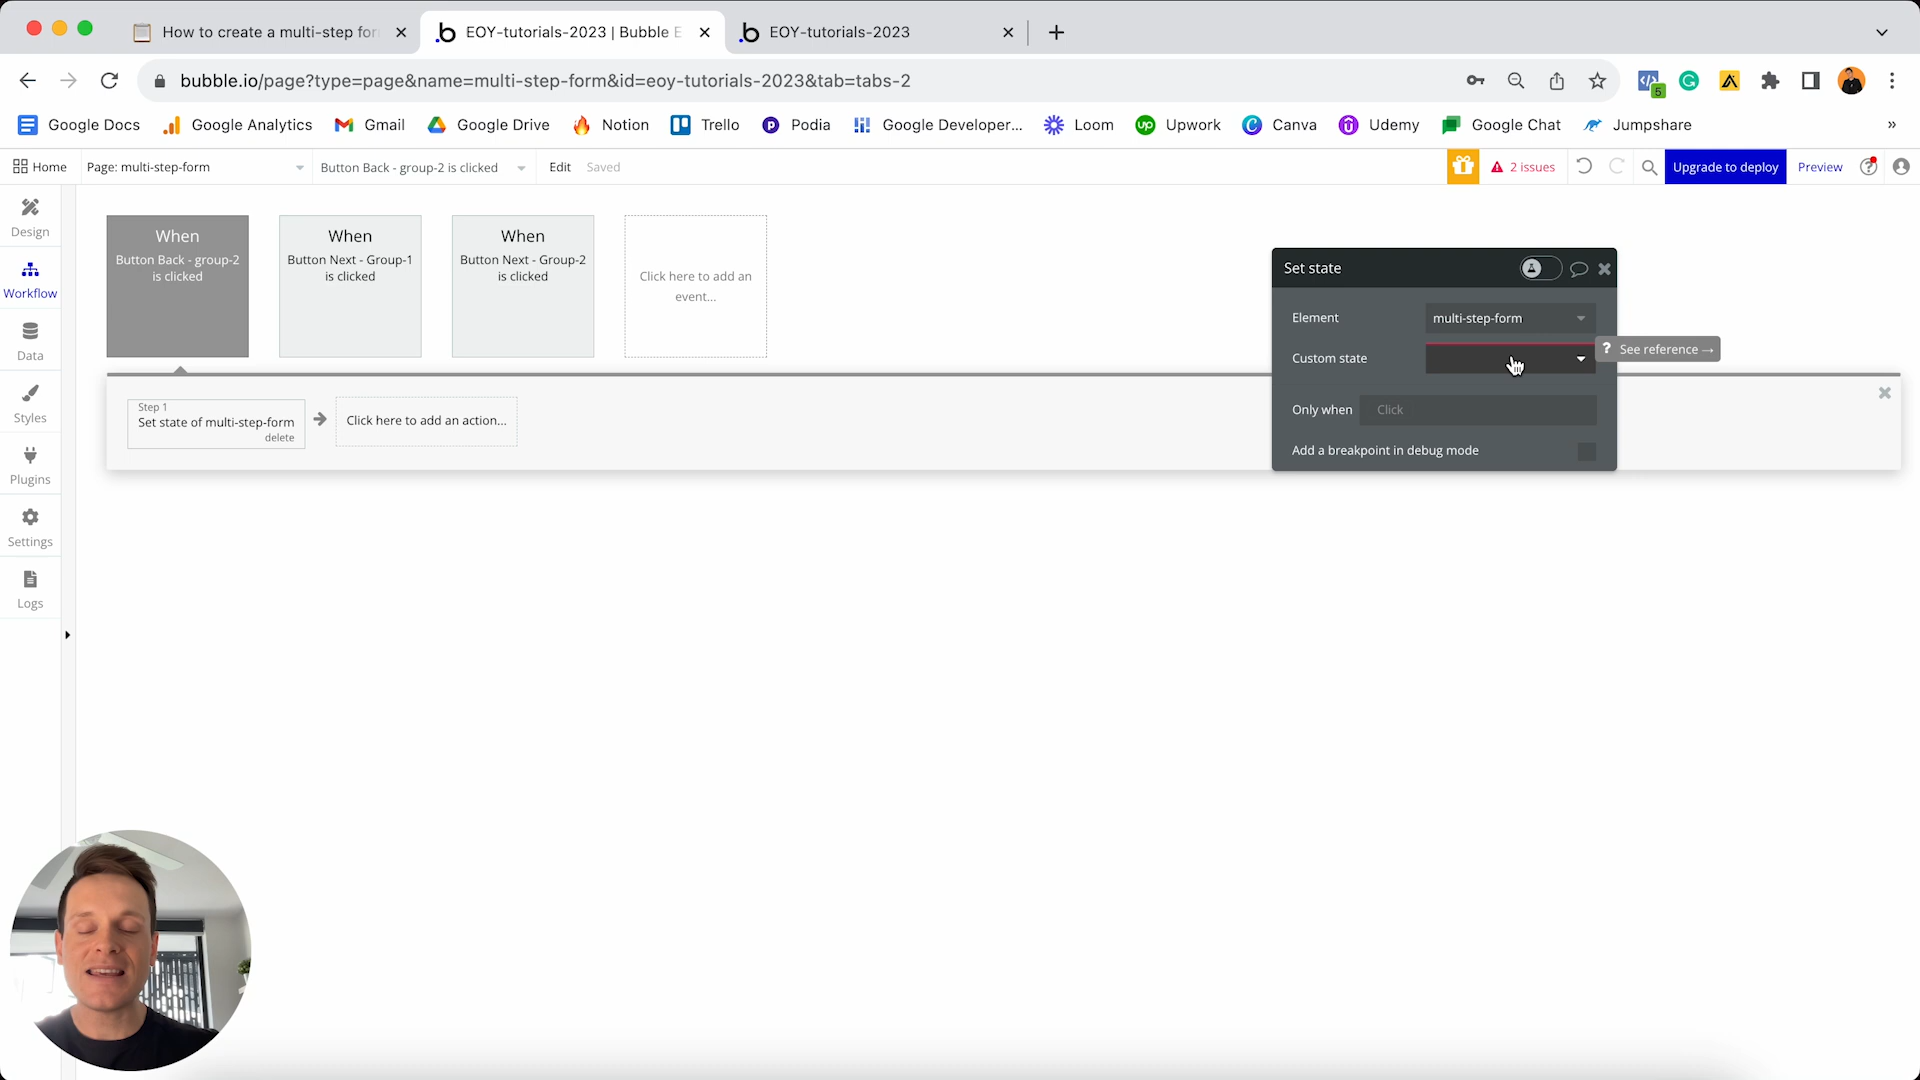 How to create a multi-step for
EOY-tutorials-2023 | Bubble E
EOY-tutorials-2023
bubble.io/page?type=page&name=multi-step-form&id=eoy-tutorials-2023&tab=tabs-2
5
Google Docs
Google Analytics
Gmail
Google Drive
Notion
Trello
Podia
Google Developer...
Loom
Upwork
Canva
Udemy
Google Chat
Jumpshare
»
Home
Page: multi-step-form
Button Back - group-2 is clicked
Edit
Saved
2 issues
Upgrade to deploy
Preview
Design
Workflow
Data
Styles
Plugins
Settings
Logs
When
Button Back - group-2
is clicked
When
Button Next - Group-1
is clicked
When
Button Next - Group-2
is clicked
Click here to add an
event...
Step 1
Set state of multi-step-form
delete
Click here to add an action...
Set state
Element
multi-step-form
Custom state
? See reference →
Only when
Click
Add a breakpoint in debug mode